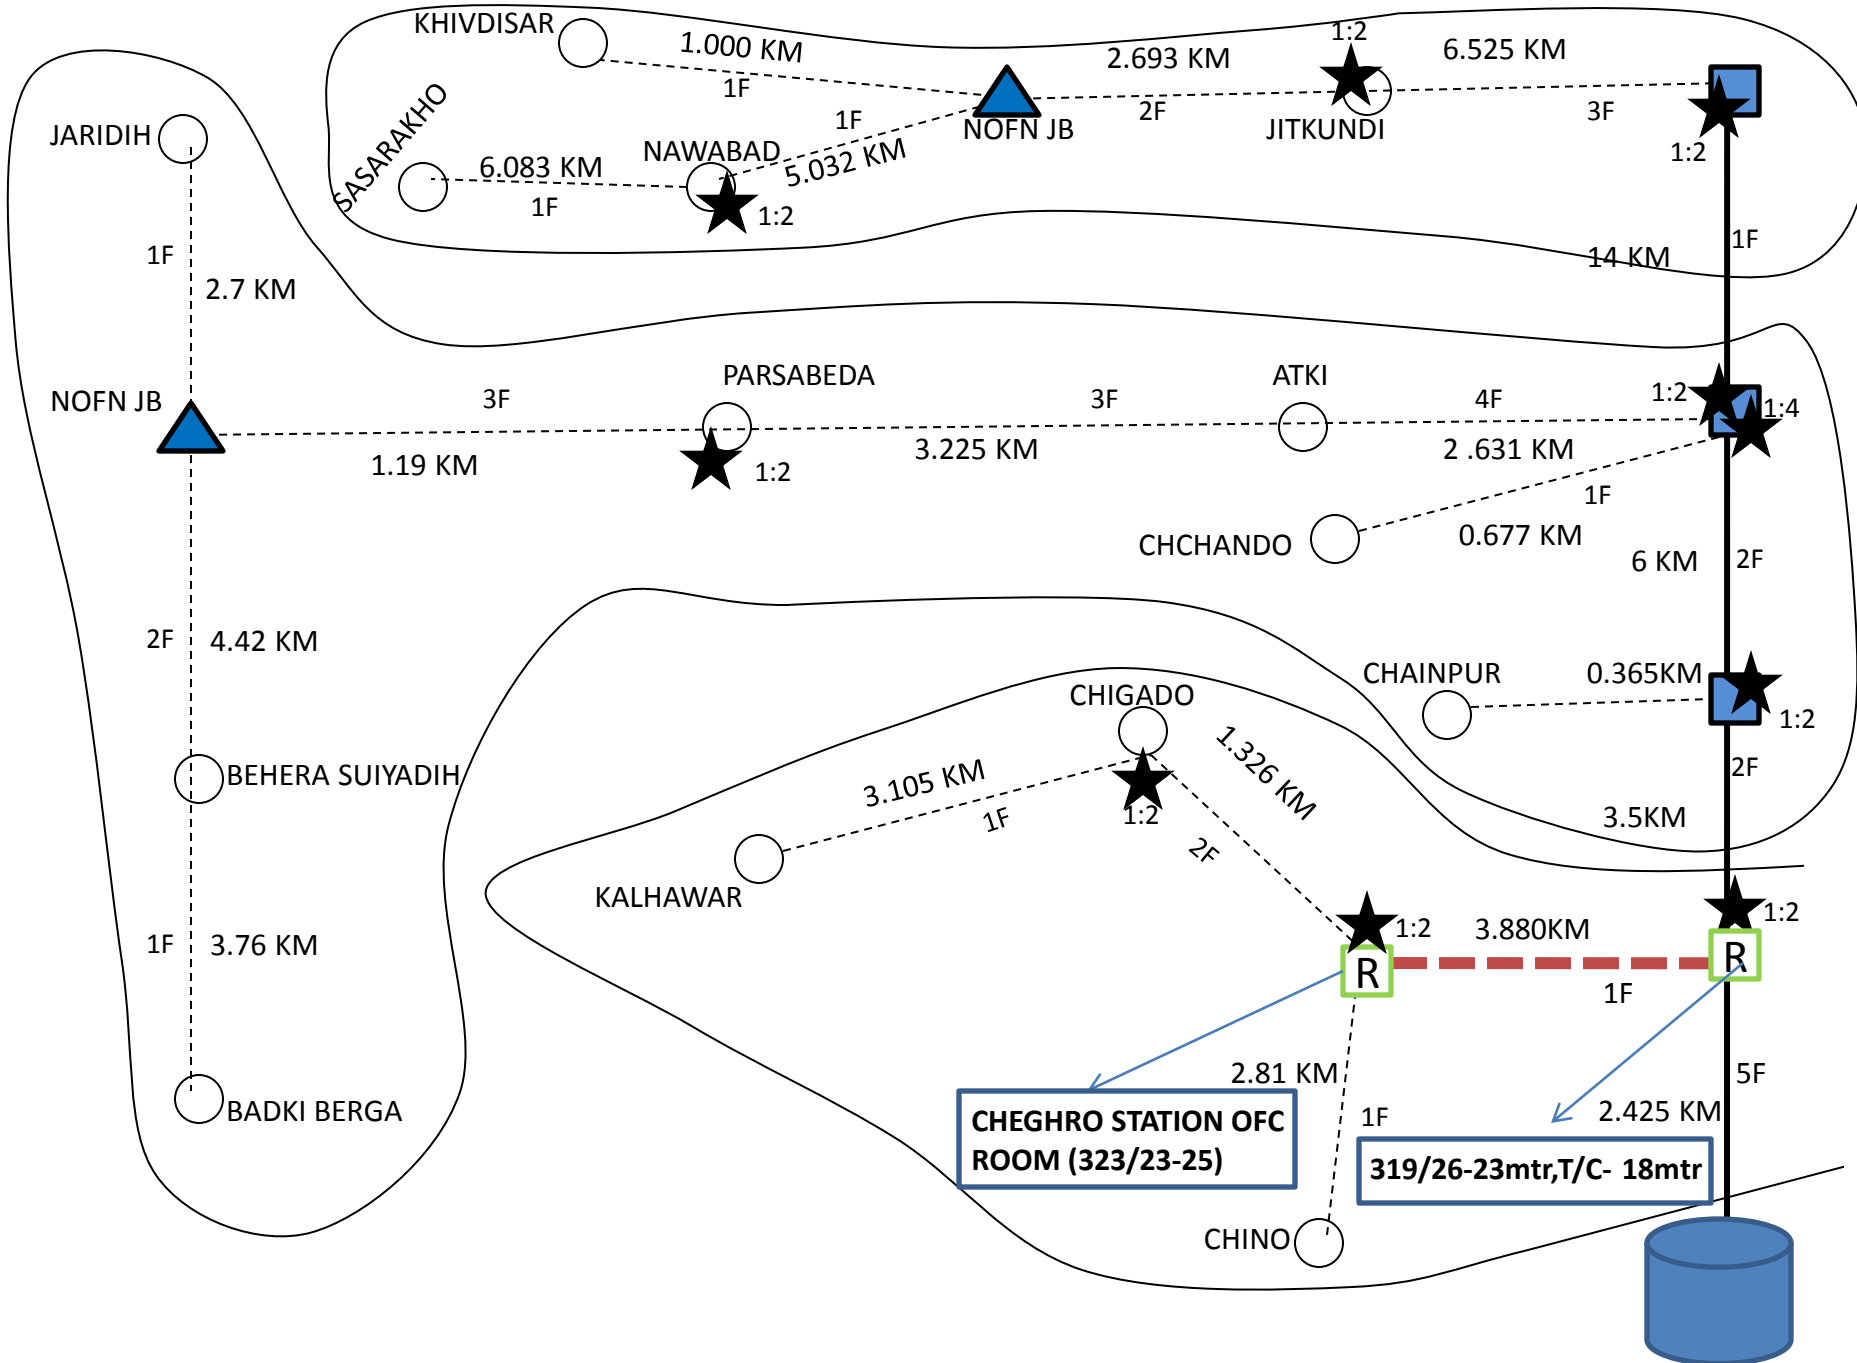 KHIVDISAR
1.000 KM
1F
2.693 KM
2F
1:2
6.525 KM
3F
JITKUNDI
NOFN JB
1:2
JARIDIH
SASARAKHO
6.083 KM
1F
NAWABAD
1F
5.032 KM
1:2
14 KM
1F
1F
2.7 KM
NOFN JB
3F
1.19 KM
PARSABEDA
1:2
3F
3.225 KM
ATKI
4F
2 .631 KM
1:2
1:4
1F
CHCHANDO
0.677 KM
6 KM
2F
2F
4.42 KM
CHAINPUR
0.365KM
1:2
2F
3.5KM
BEHERA SUIYADIH
CHIGADO
1.326 KM
3.105 KM
1F
1:2
2F
KALHAWAR
1:2
3.880KM
1F
1:2
R
R
1F
3.76 KM
BADKI BERGA
2.81 KM
1F
5F
2.425 KM
CHEGHRO STATION OFC
ROOM (323/23-25)
319/26-23mtr,T/C- 18mtr
CHINO